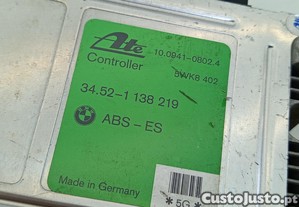 Ate
Controller
10.0941-0802.4
5WK8 402
34.52-1 138 219
ABS-ES
Made in Germany
*5G*
CustoJusto.pt